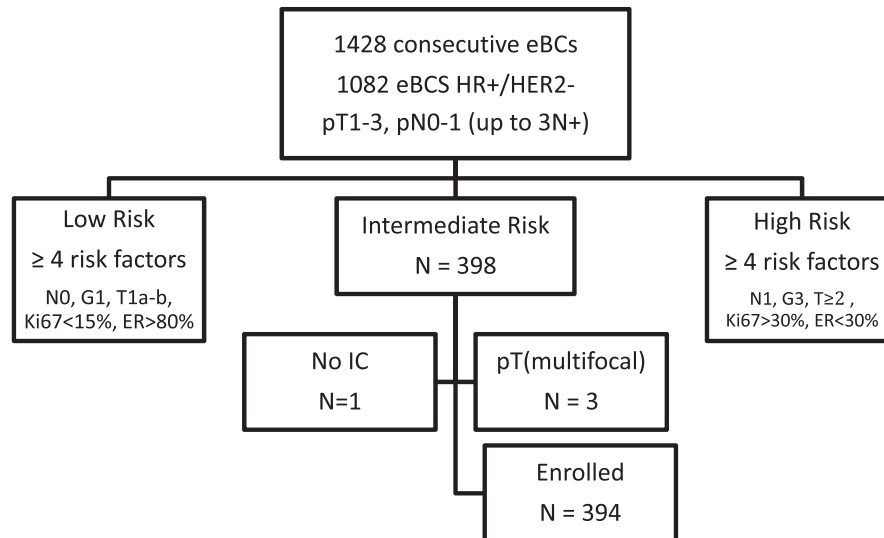 1428 consecutive eBCs
1082 eBCS HR+/HER2-
pT1-3, pN0-1 (up to 3N+)
Low Risk
≥ 4 risk factors
N0, G1, T1a-b,
Ki67<15%, ER>80%
Intermediate Risk
N = 398
High Risk
≥ 4 risk factors
N1, G3, T≥2 ,
Ki67>30%, ER<30%
No IC
N=1
pT(multifocal)
N = 3
Enrolled
N = 394